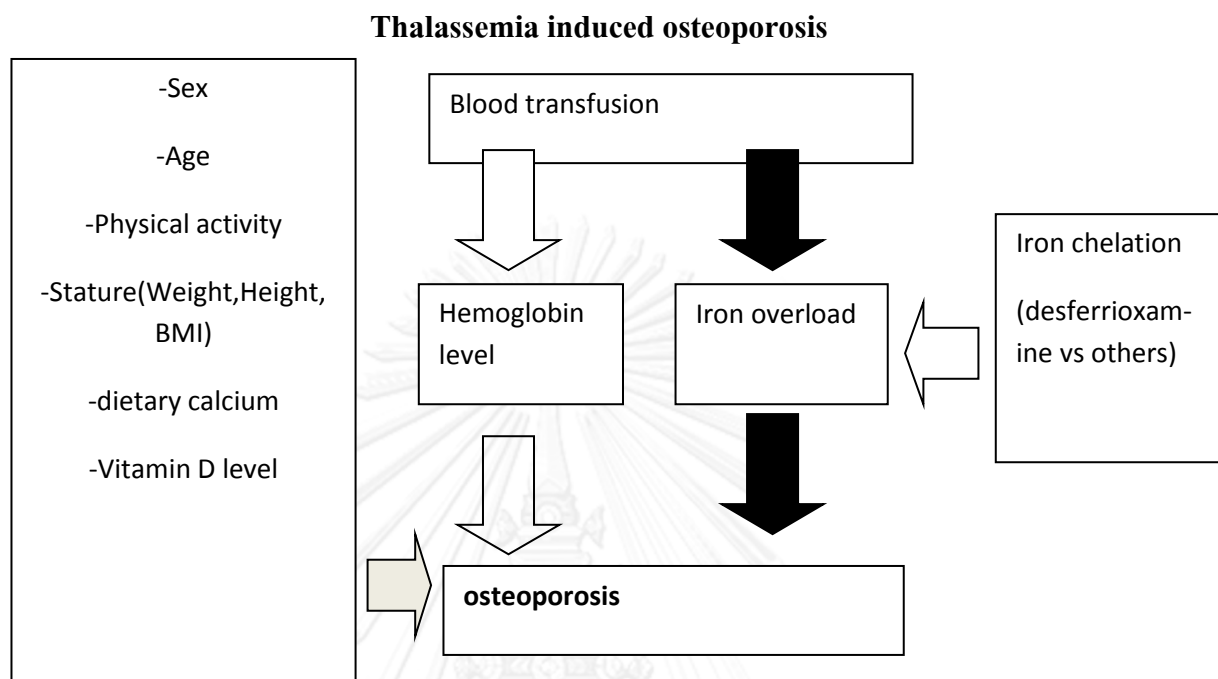 Thalassemia induced osteoporosis
-Sex
-Age
-Physical activity
-Stature(Weight,Height,
BMI)
-dietary calcium
-Vitamin D level
Blood transfusion
Hemoglobin
level
Iron overload
Iron chelation
(desferrioxam-
ine vs others)
osteoporosis